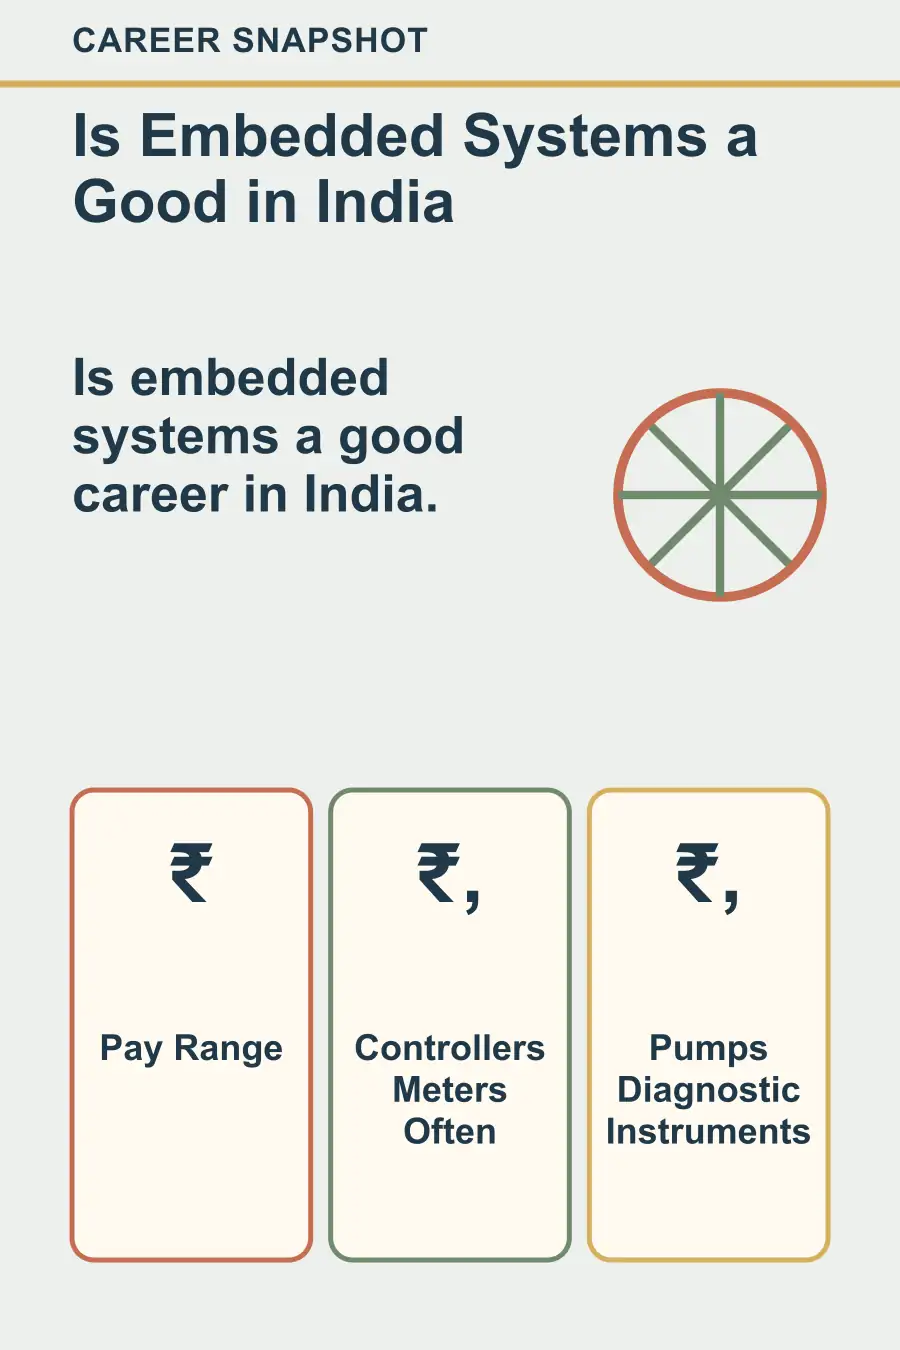 CAREER SNAPSHOT
Is Embedded Systems a
Good in India
Is embedded
systems a good
career in India.
₹
Pay Range
₹,
Controllers
Meters
Often
₹,
Pumps
Diagnostic
Instruments